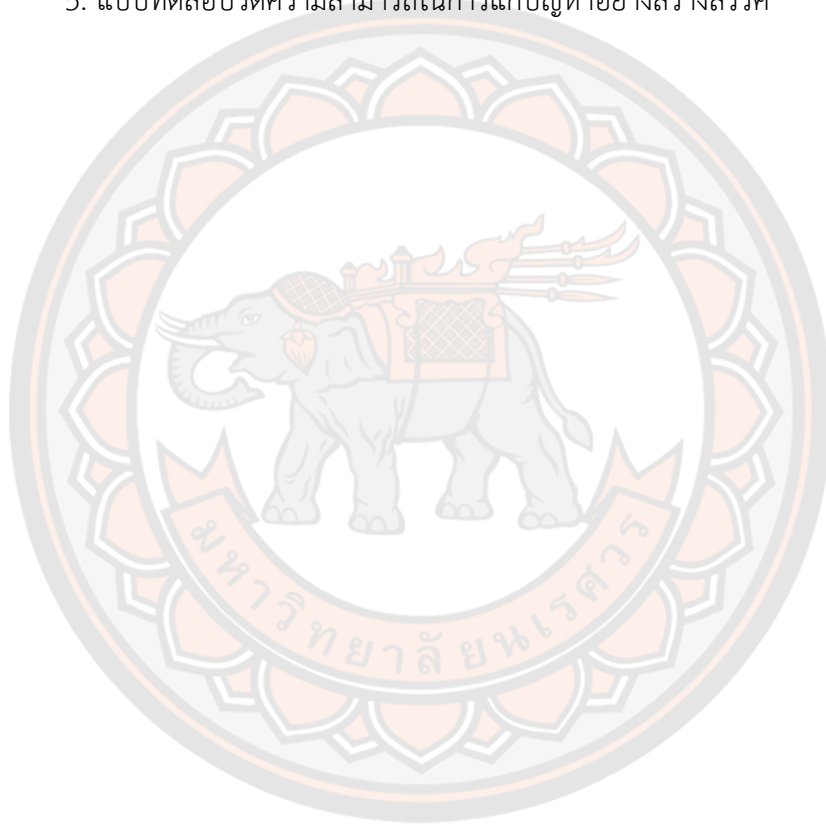 3. แบบทดสอบวัดความสามารถในการแก้ปัญหาอย่างสร้างสรรค์
มหาวิทยาลัยนเรศวร